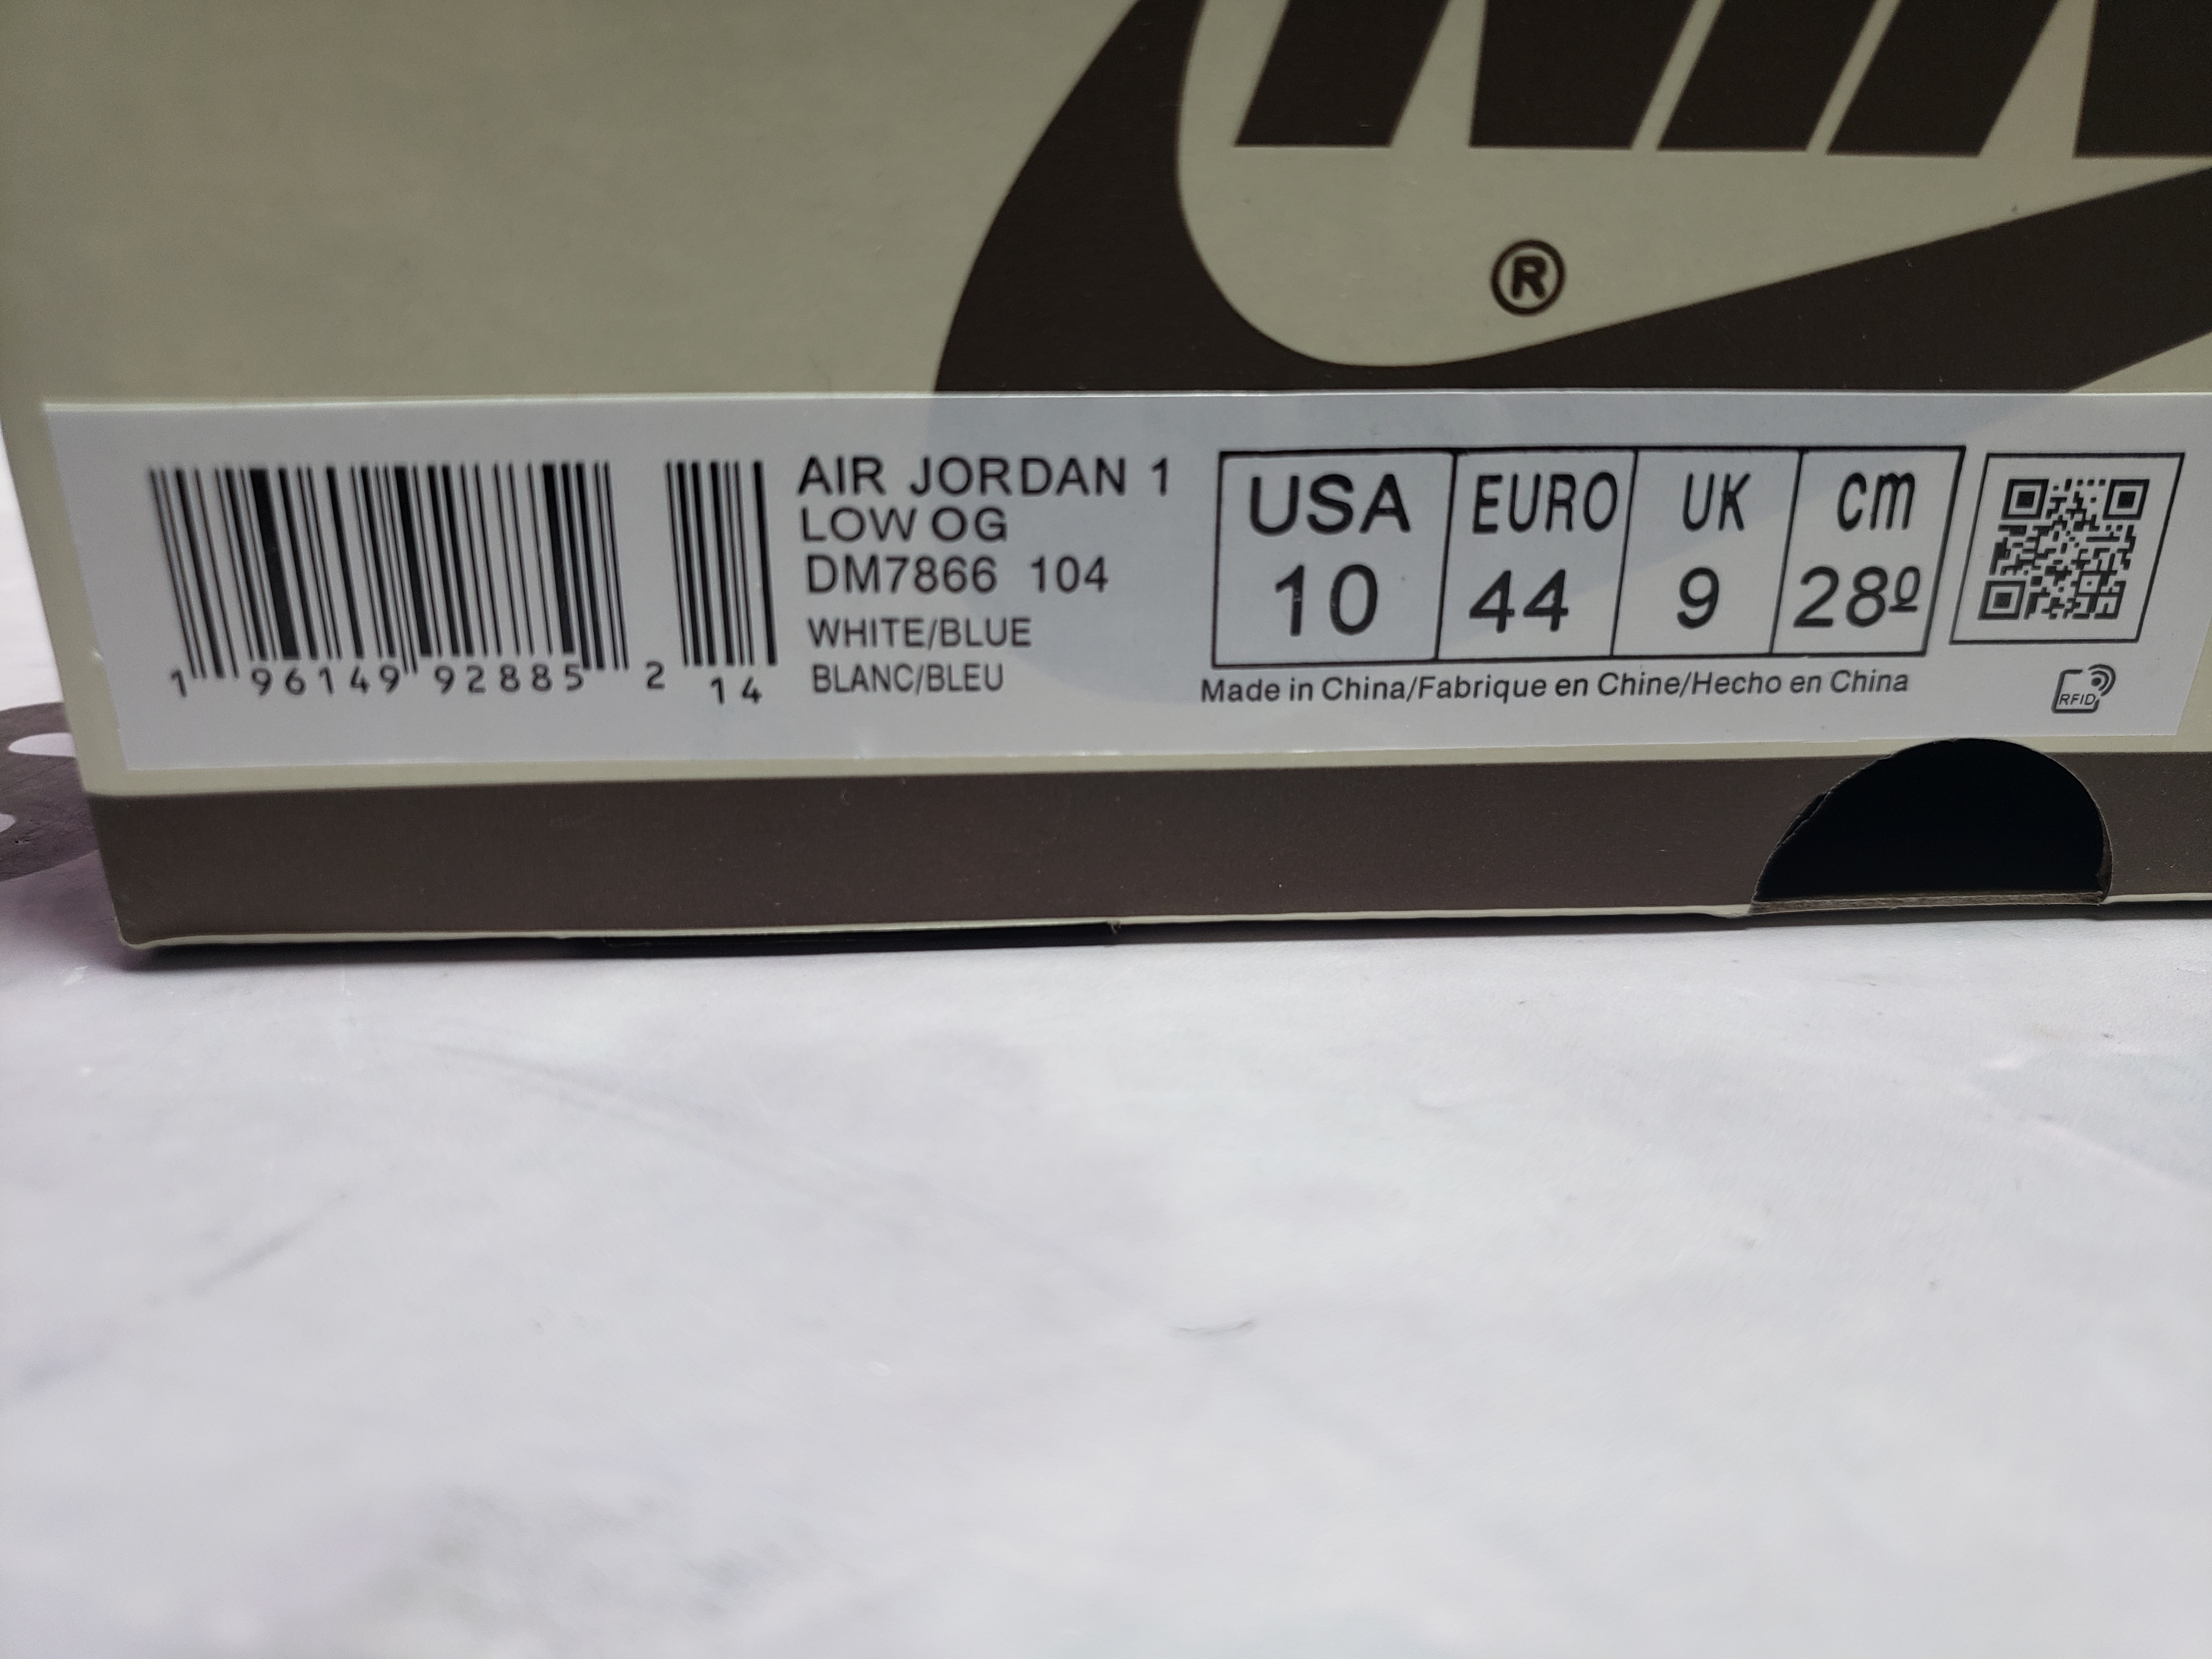 ®
AIR JORDAN 1
LOW OG
DM7866 104
WHITE/BLUE
BLANC/BLEU
1 96149 92885 2 14
USA EURO UK cm
10 44 9 28º
Made in China/Fabrique en Chine/Hecho en China
RFID